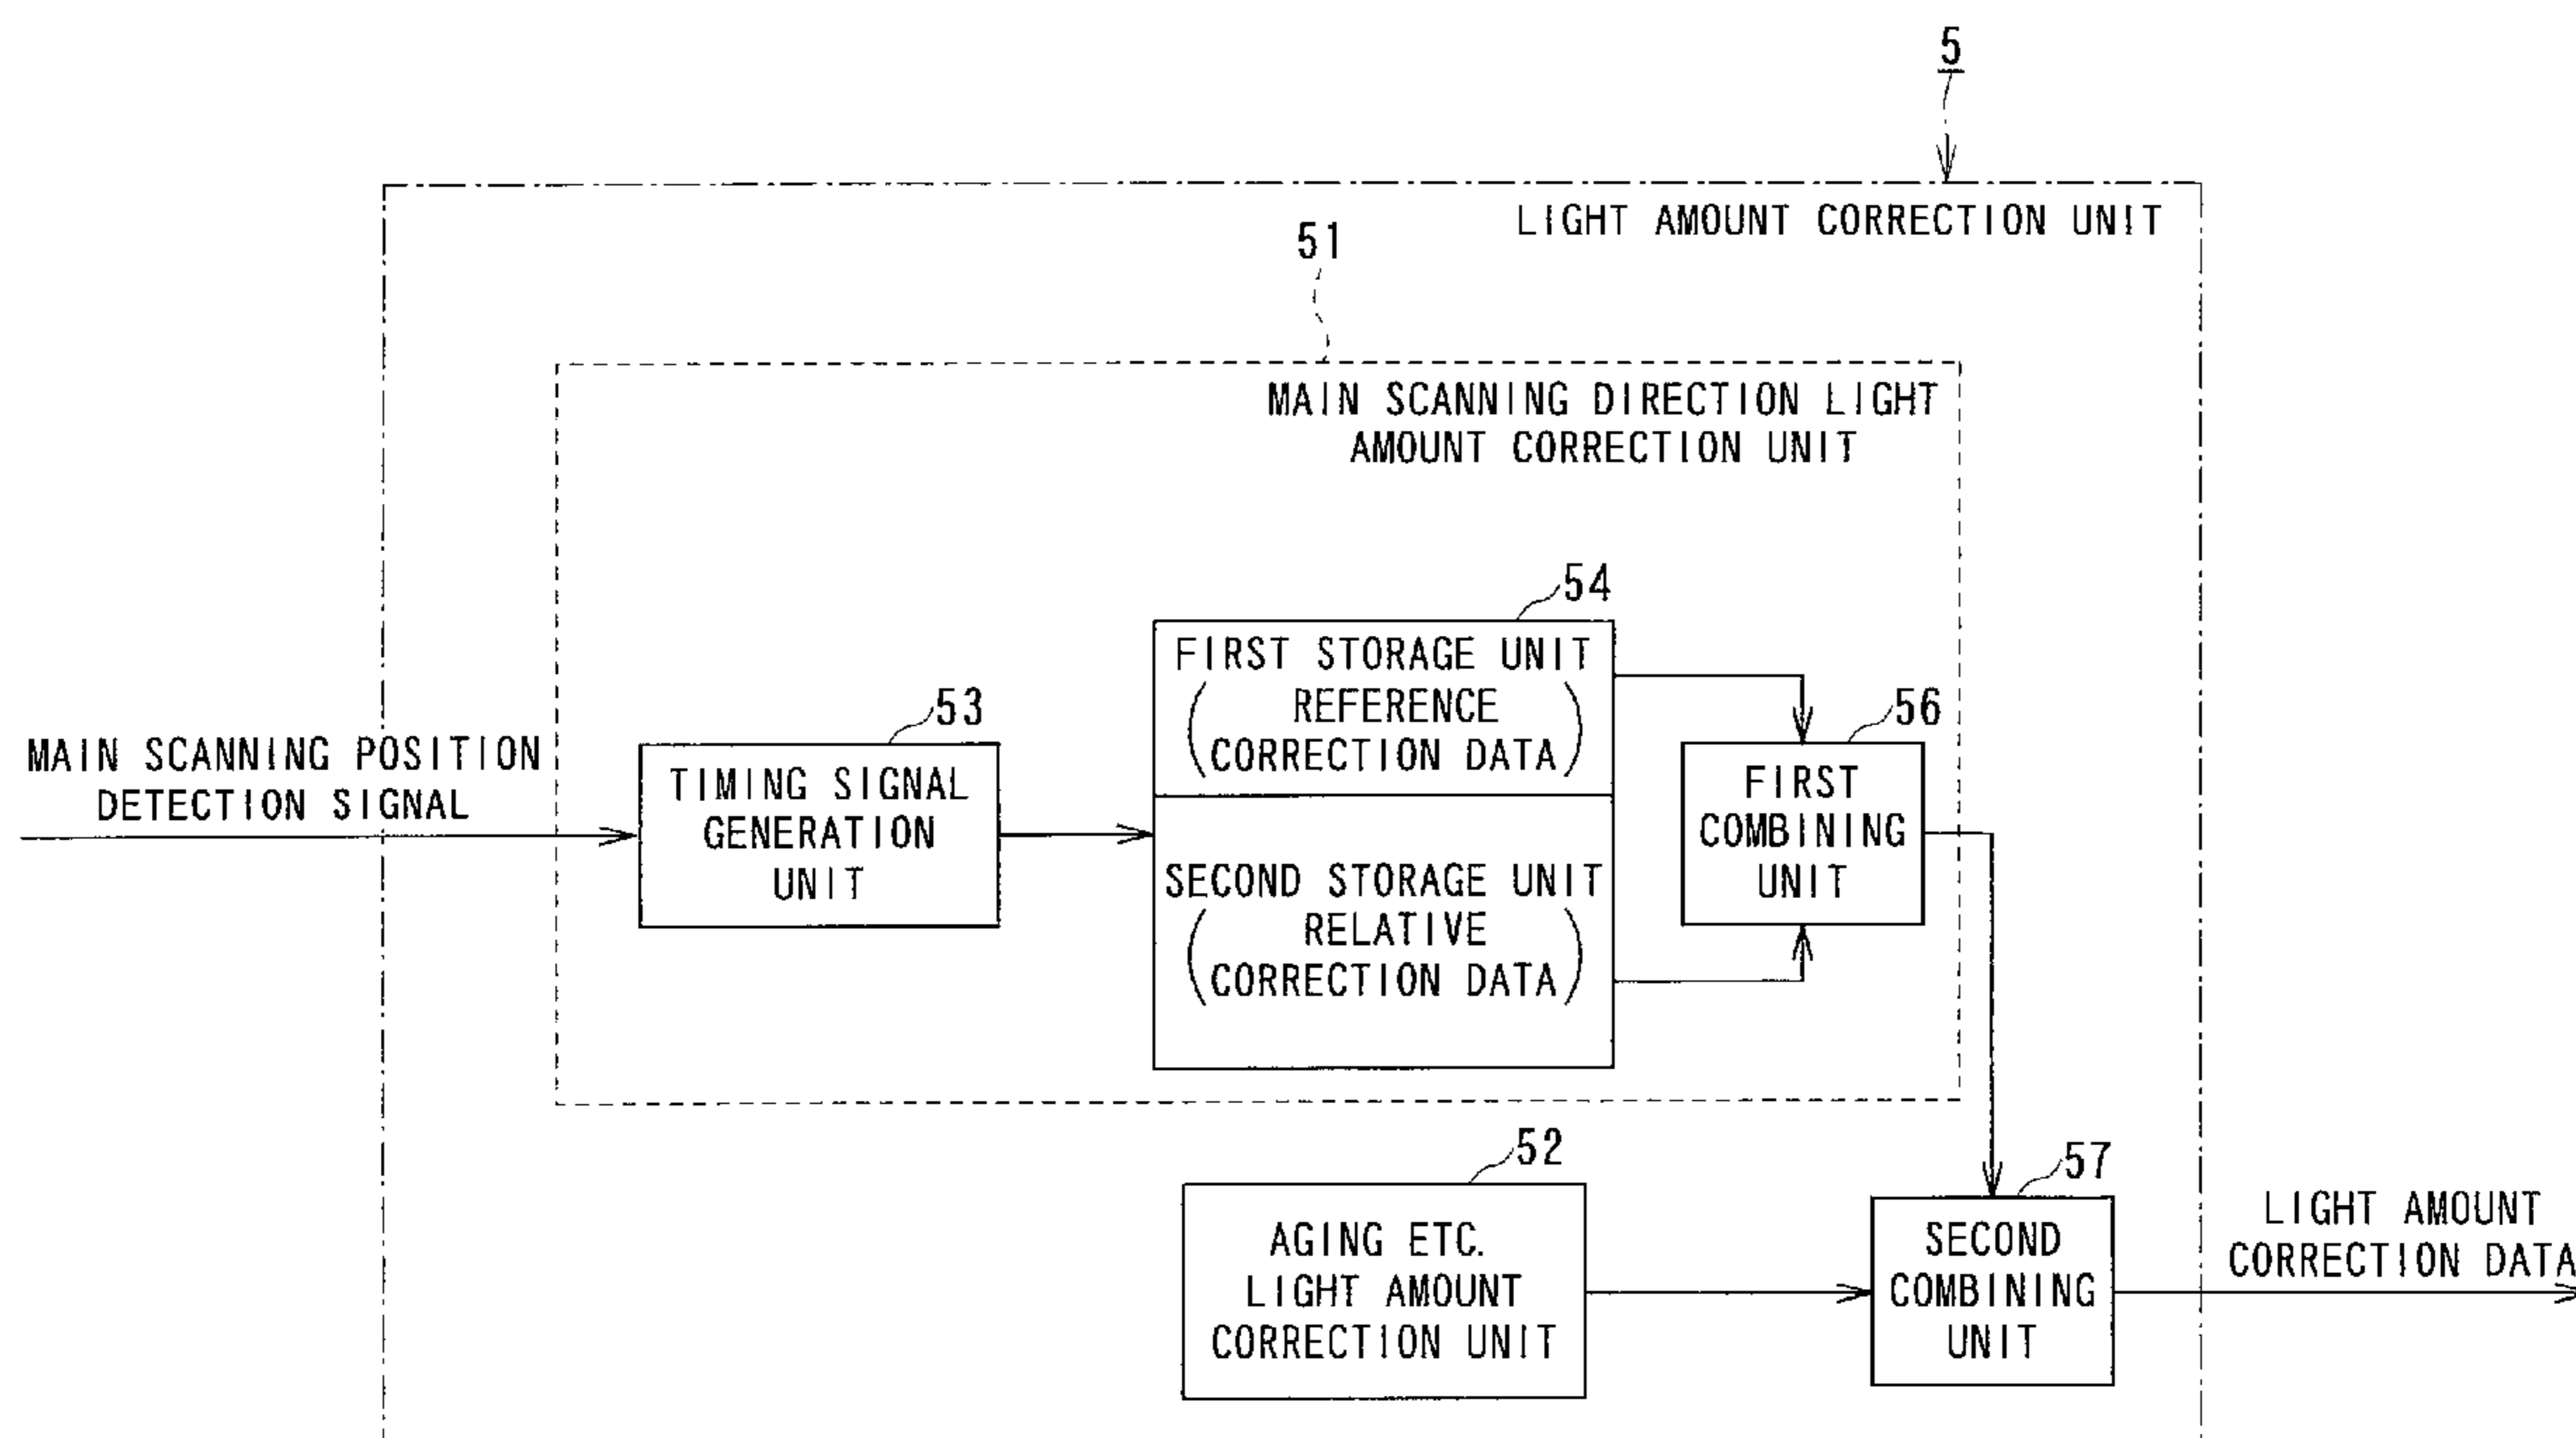 5
LIGHT AMOUNT CORRECTION UNIT
51
MAIN SCANNING DIRECTION LIGHT
AMOUNT CORRECTION UNIT
54
FIRST STORAGE UNIT
(REFERENCE
CORRECTION DATA)
53
56
MAIN SCANNING POSITION
DETECTION SIGNAL
TIMING SIGNAL
GENERATION
UNIT
FIRST
COMBINING
UNIT
SECOND STORAGE UNIT
(RELATIVE
CORRECTION DATA)
52
57
AGING ETC.
LIGHT AMOUNT
CORRECTION UNIT
SECOND
COMBINING
UNIT
LIGHT AMOUNT
CORRECTION DATA